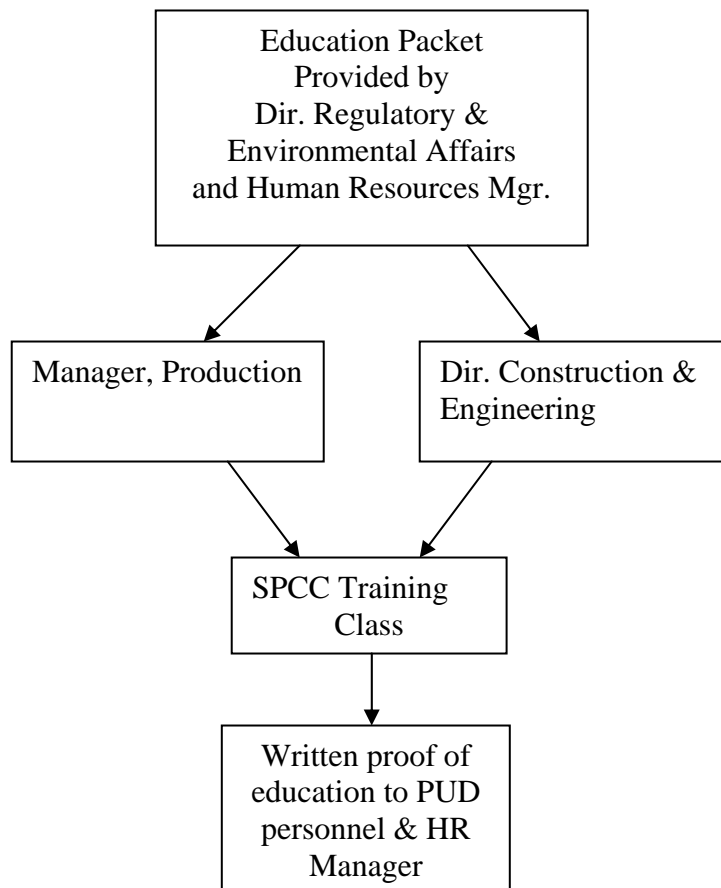 Education Packet
Provided by
Dir. Regulatory &
Environmental Affairs
and Human Resources Mgr.
Manager, Production
Dir. Construction &
Engineering
SPCC Training
Class
Written proof of
education to PUD
personnel & HR
Manager